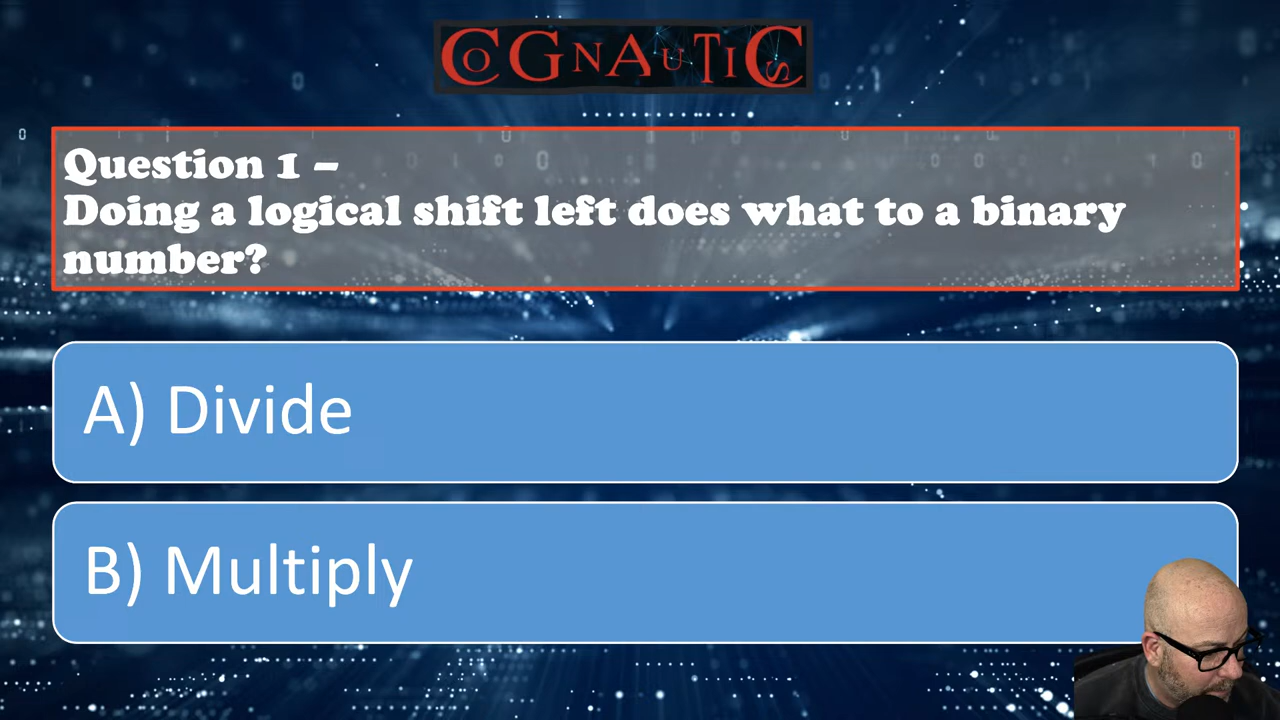 COGNAUTICS
Question 1 –
Doing a logical shift left does what to a binary
number?
A) Divide
B) Multiply